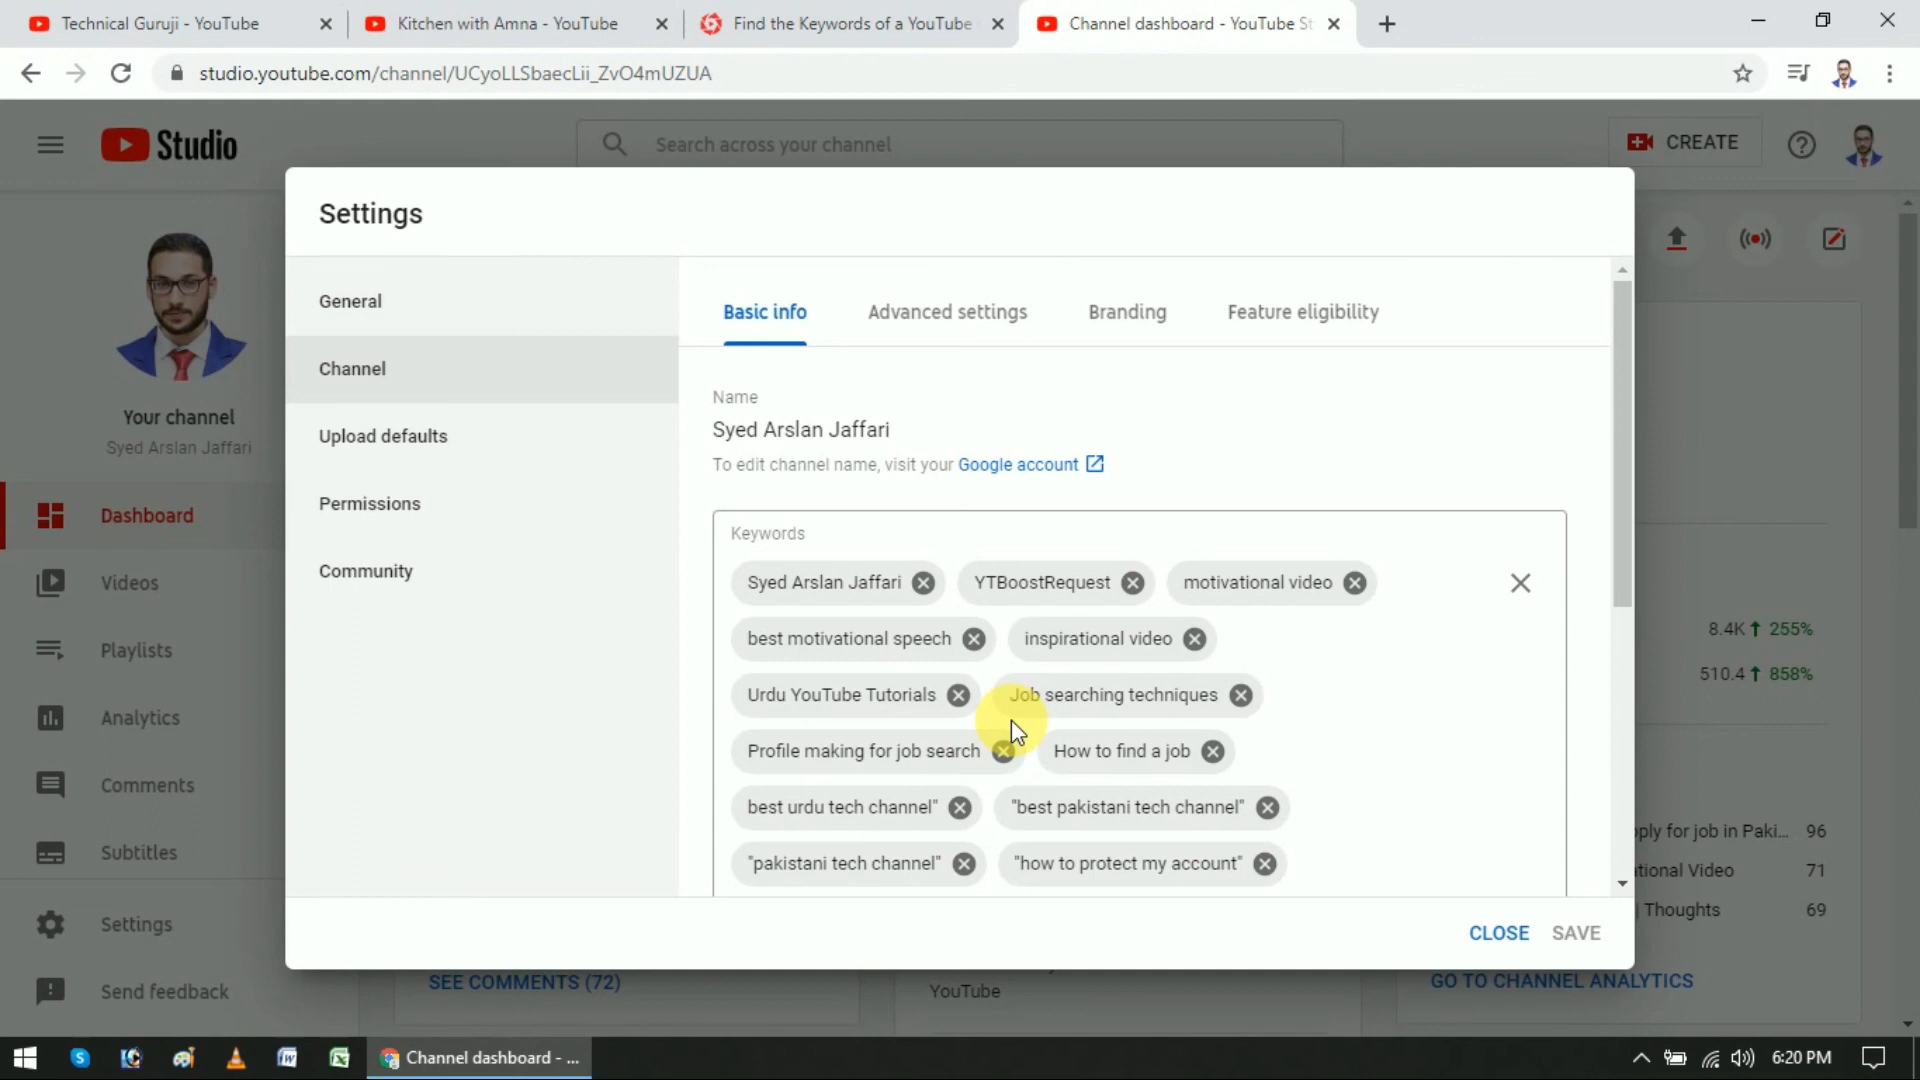 Technical Guruji - YouTube
Kitchen with Amna - YouTube
Find the Keywords of a YouTube
Channel dashboard - YouTube St
studio.youtube.com/channel/UCyoLLSbaecLii_ZvO4mUZUA
Studio
Search across your channel
CREATE
Settings
General
Channel
Upload defaults
Permissions
Community
Basic info
Advanced settings
Branding
Feature eligibility
Name
Syed Arslan Jaffari
To edit channel name, visit your Google account
Keywords
Syed Arslan Jaffari
YTBoostRequest
motivational video
best motivational speech
inspirational video
Urdu YouTube Tutorials
Job searching techniques
Profile making for job search
How to find a job
best urdu tech channel"
"best pakistani tech channel"
"pakistani tech channel"
"how to protect my account"
CLOSE
SAVE
Your channel
Syed Arslan Jaffari
Dashboard
Videos
Playlists
Analytics
Comments
Subtitles
Settings
Send feedback
8.4K 255%
510.4 858%
ply for job in Paki... 96
tional Video 71
| Thoughts 69
SEE COMMENTS (72)
YouTube
GO TO CHANNEL ANALYTICS
Channel dashboard - ...
6:20 PM